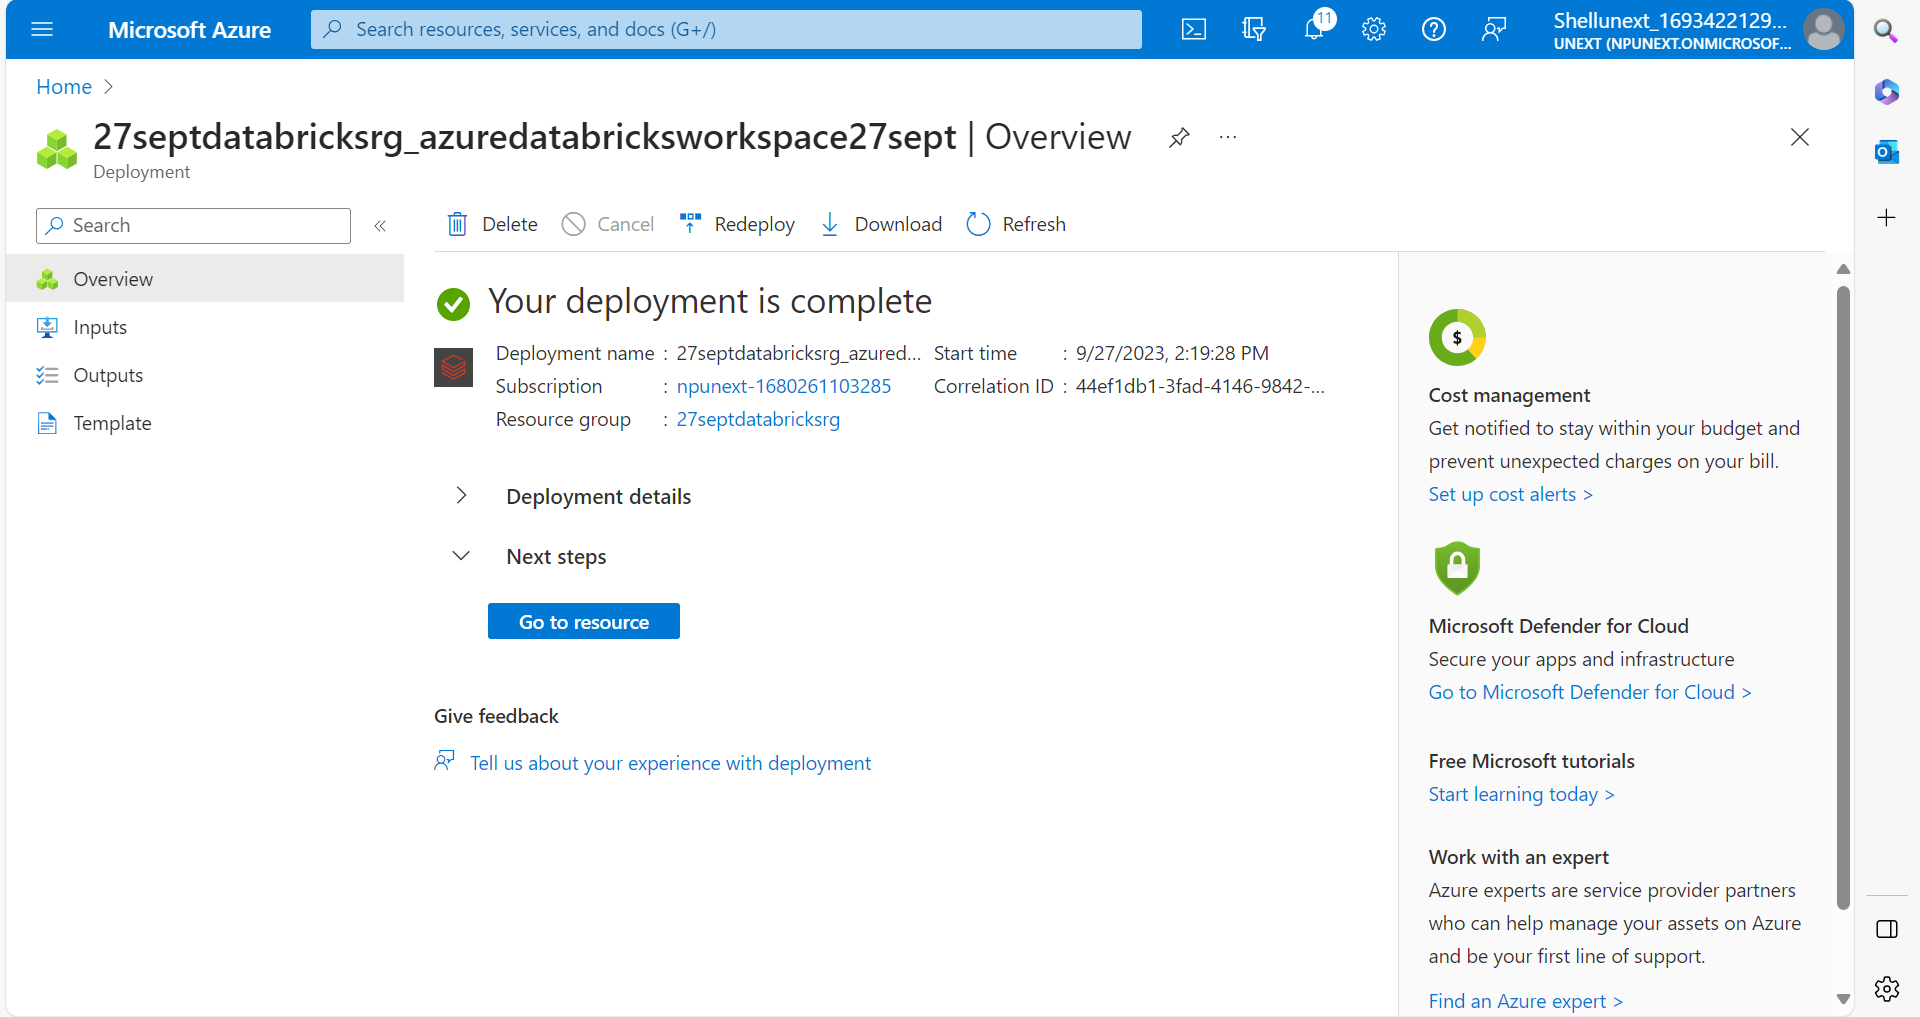 Microsoft Azure
Search resources, services, and docs (G+/)
11
Shellunext_1693422129...
UNEXT (NPUNEXT.ONMICROSOF...
Home
27septdatabricksrg_azuredatabricksworkspace27sept | Overview
Deployment
Search
Overview
Inputs
Outputs
Template
Delete
Cancel
Redeploy
Download
Refresh
Your deployment is complete
Deployment name : 27septdatabricksrg_azured...
Subscription : npunext-1680261103285
Resource group : 27septdatabricksrg
Start time : 9/27/2023, 2:19:28 PM
Correlation ID : 44ef1db1-3fad-4146-9842-...
Deployment details
Next steps
Go to resource
Give feedback
Tell us about your experience with deployment
Cost management
Get notified to stay within your budget and
prevent unexpected charges on your bill.
Set up cost alerts >
Microsoft Defender for Cloud
Secure your apps and infrastructure
Go to Microsoft Defender for Cloud >
Free Microsoft tutorials
Start learning today >
Work with an expert
Azure experts are service provider partners
who can help manage your assets on Azure
and be your first line of support.
Find an Azure expert >